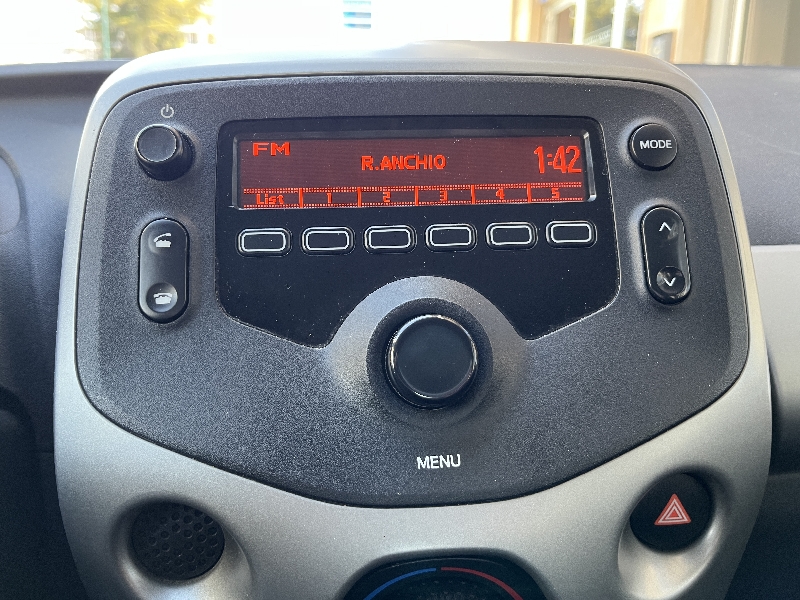 FM
R.ANCHIO
1:42
List 1 2 3 4 5
MODE
MENU